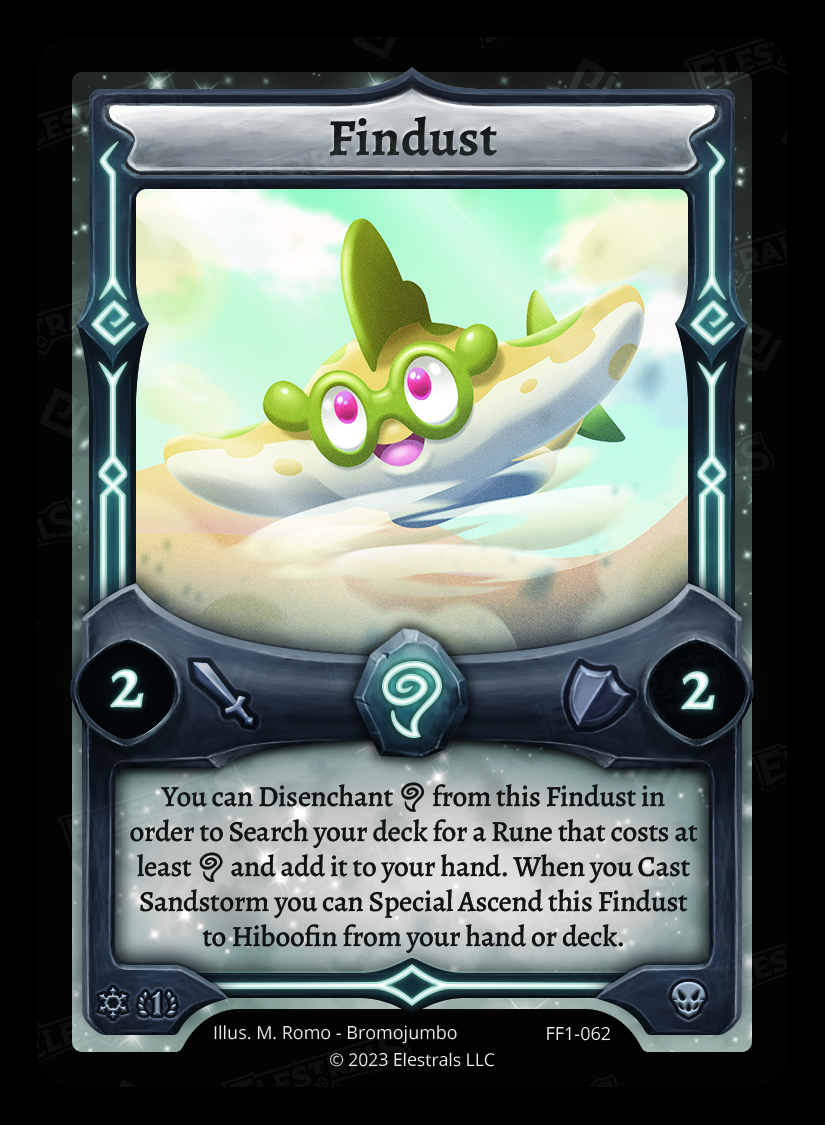 Findust
2
2
You can Disenchant from this Findust in
order to Search your deck for a Rune that costs at
least and add it to your hand. When you Cast
Sandstorm you can Special Ascend this Findust
to Hiboofin from your hand or deck.
1
Illus. M. Romo - Bromojumbo FF1-062
© 2023 Elestrals LLC